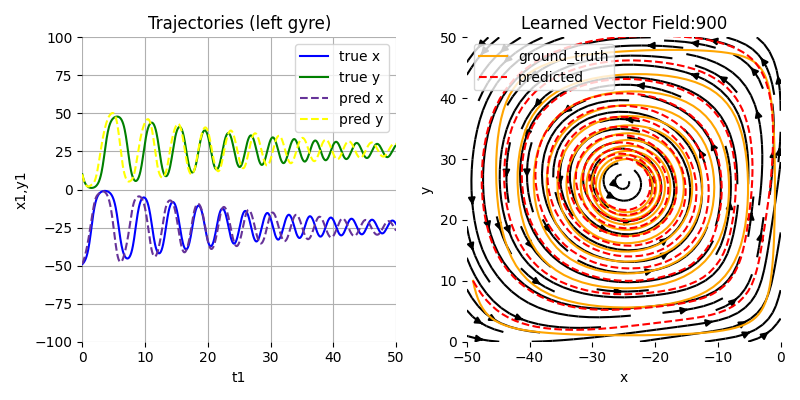 Trajectories (left gyre)
100
75
50
25
0
−25
−50
−75
−100
0
10
20
30
40
50
x1,y1
t1
true x
true y
pred x
pred y
Learned Vector Field:900
50
40
30
20
10
0
−50
−40
−30
−20
−10
0
y
x
ground_truth
predicted